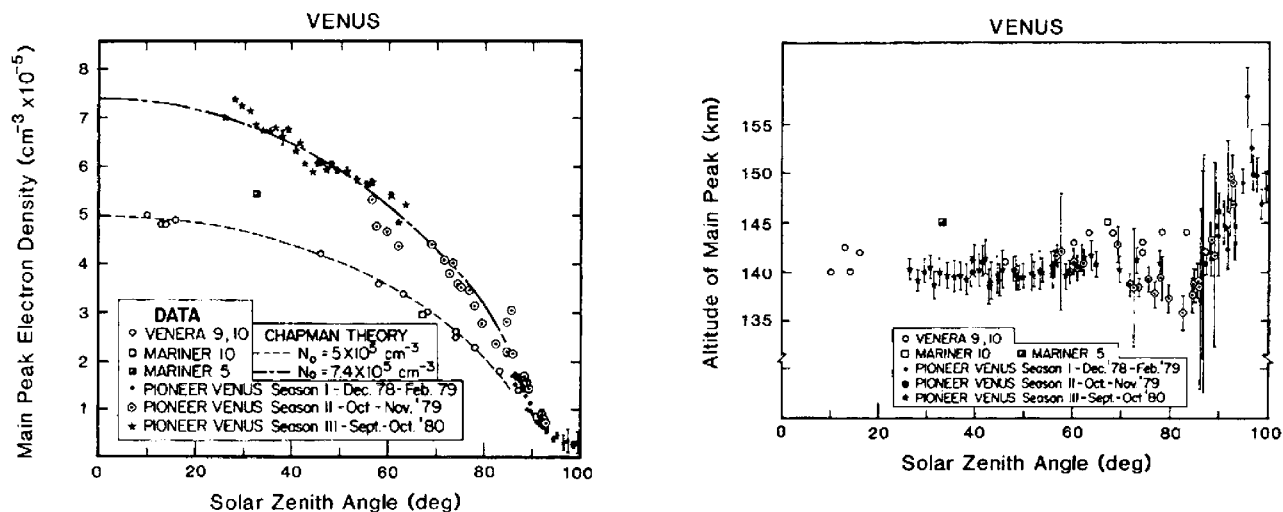 VENUS
Main Peak Electron Density (cm⁻³ x10⁻⁵)
8
7
6
5
4
3
2
1
DATA
○ VENERA 9, 10
□ MARINER 10
MARINER 5
PIONEER VENUS Season I - Dec. '78 - Feb. '79
PIONEER VENUS Season II - Oct - Nov. '79
★ PIONEER VENUS Season III - Sept. - Oct. '80
CHAPMAN THEORY
N₀ = 5 X 10⁵ cm⁻³
N₀ = 7.4 X 10⁵ cm⁻³
0 20 40 60 80 100
Solar Zenith Angle (deg)
VENUS
Altitude of Main Peak (km)
155
150
145
140
135
○ VENERA 9, 10
□ MARINER 10 MARINER 5
PIONEER VENUS Season I - Dec. '78 - Feb. '79
PIONEER VENUS Season II - Oct - Nov. '79
★ PIONEER VENUS Season III - Sept. - Oct. '80
0 20 40 60 80 100
Solar Zenith Angle (deg)